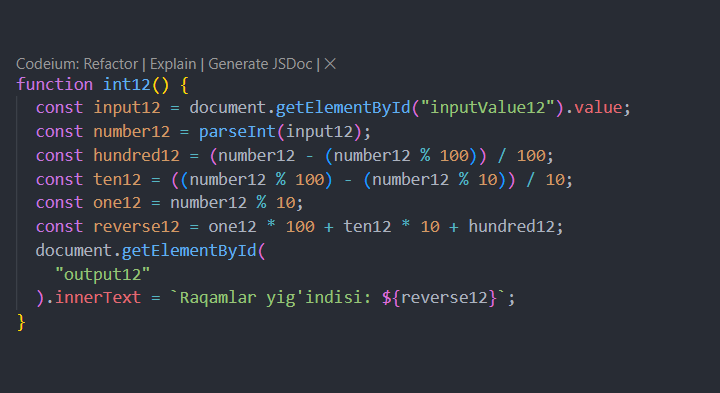 Codeium: Refactor | Explain | Generate JSDoc | ×
function int12() {
  const input12 = document.getElementById("inputValue12").value;
  const number12 = parseInt(input12);
  const hundred12 = (number12 - (number12 % 100)) / 100;
  const ten12 = ((number12 % 100) - (number12 % 10)) / 10;
  const one12 = number12 % 10;
  const reverse12 = one12 * 100 + ten12 * 10 + hundred12;
  document.getElementById(
    "output12"
  ).innerText = `Raqamlar yig'indisi: ${reverse12}`;
}